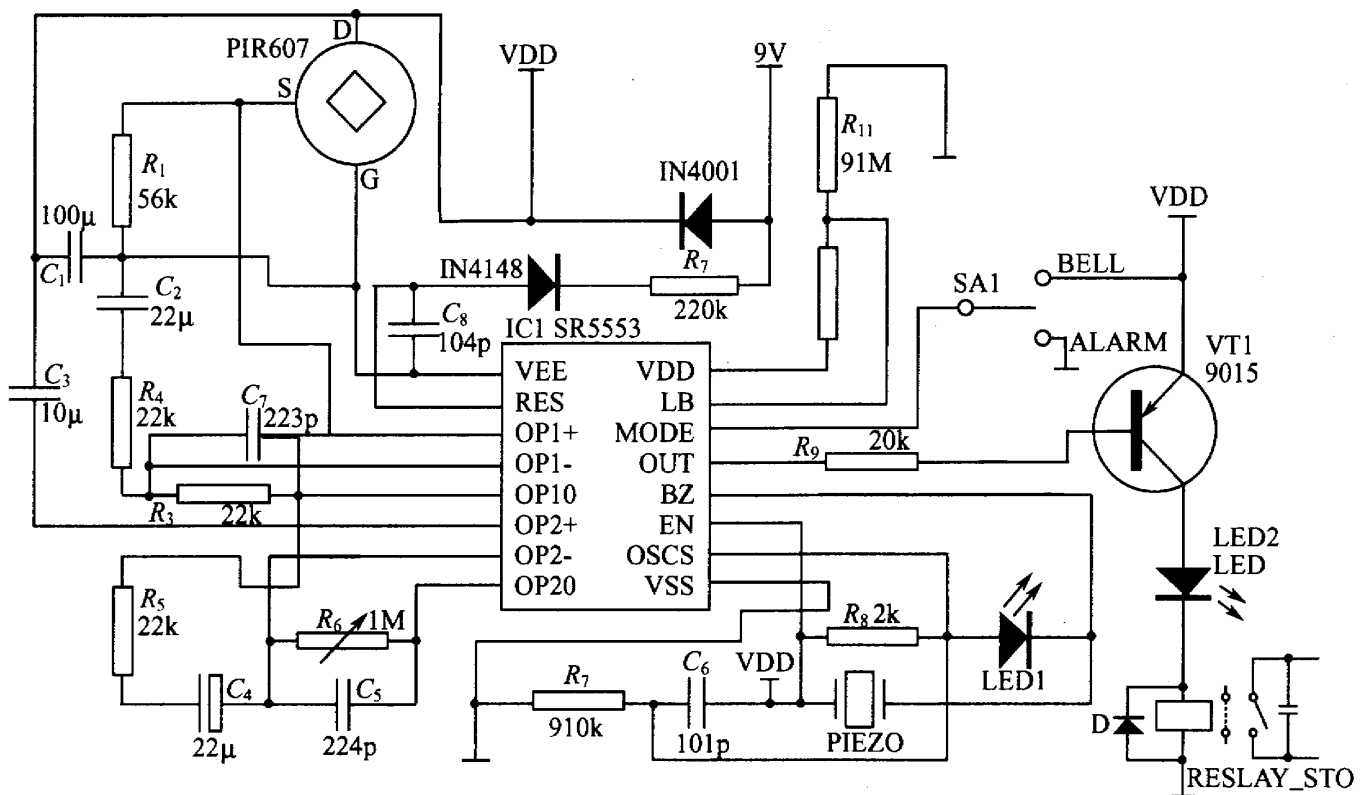 D
PIR607
S
G
VDD
9V
R11
91M
R1
56k
100μ
C1
C2
22μ
IN4001
IN4148
R7
220k
C8
104p
IC1 SR5553
VDD
BELL
SA1
ALARM
VT1
9015
C3
10μ
R4
22k
C7
223p
R3
22k
VEE
RES
OP1+
OP1-
OP10
OP2+
OP2-
OP20
VDD
LB
MODE
OUT
BZ
EN
OSCS
VSS
R9
20k
R5
22k
R6
1M
C4
22μ
C5
224p
R7
910k
C6
101p
VDD
R8 2k
PIEZO
LED1
LED2
LED
D
RESLAY_STO